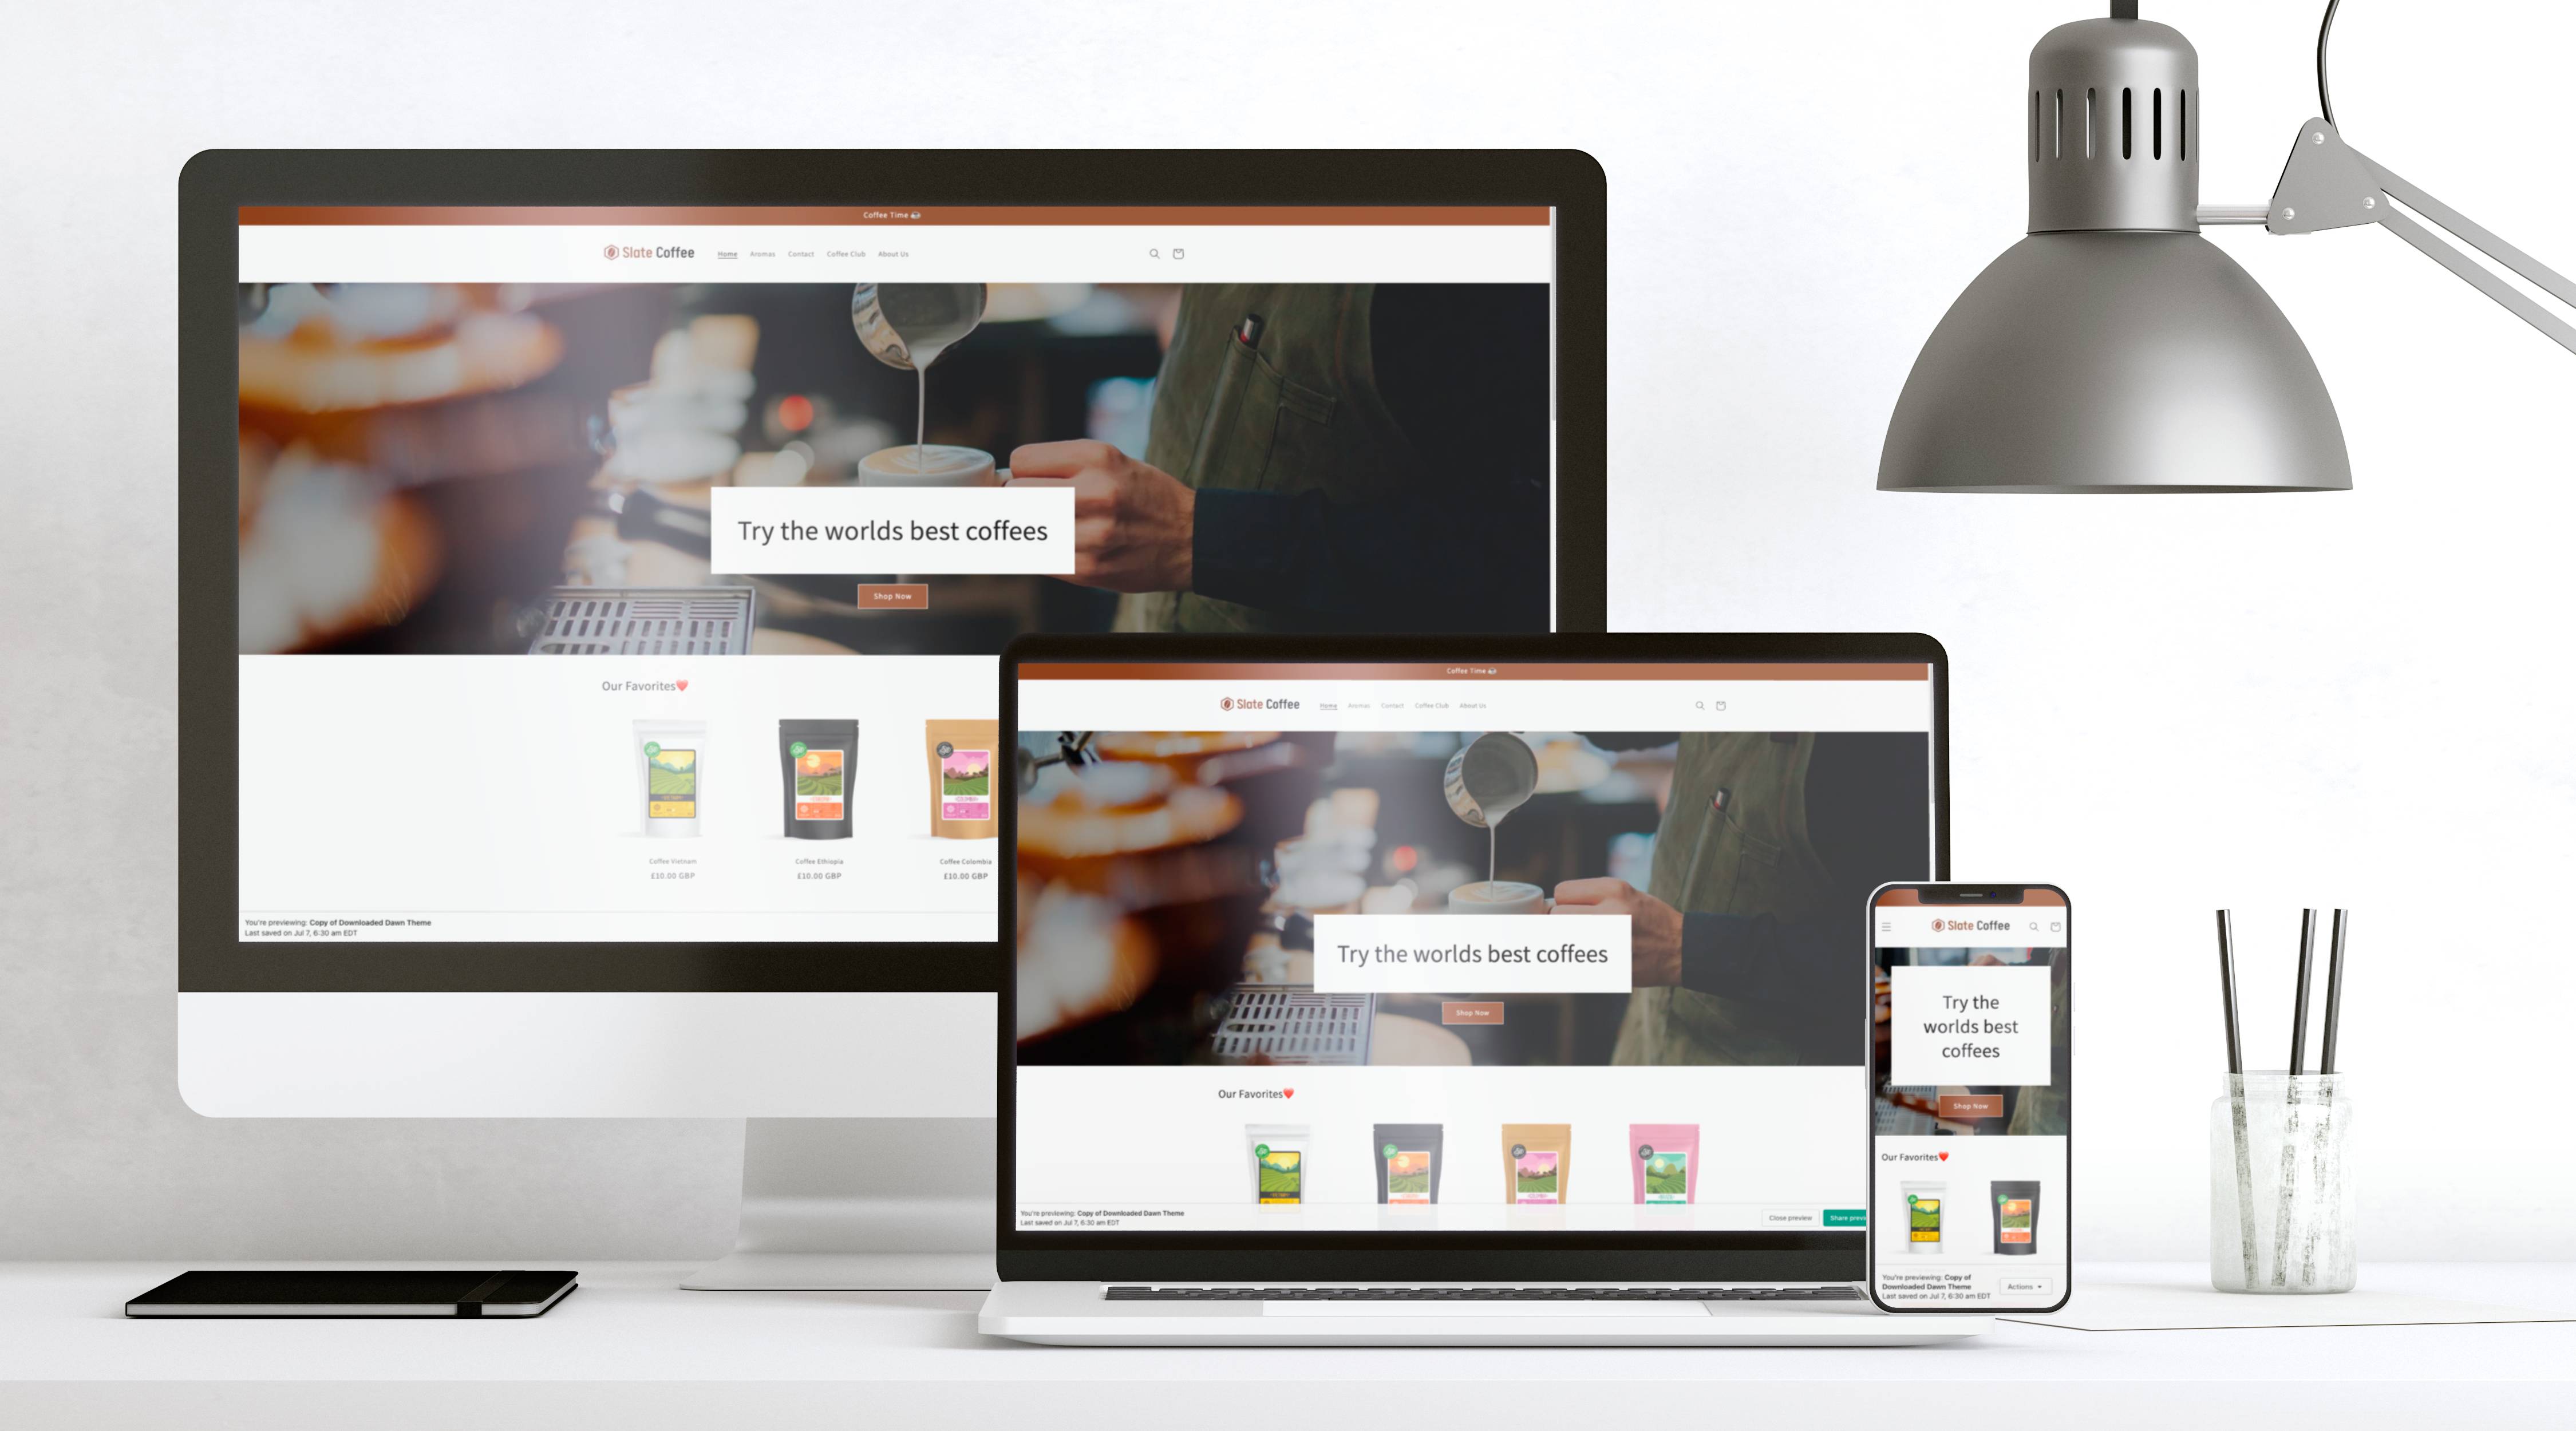 Coffee Time
Slate Coffee
Home Aromas Contact Coffee Club About Us
Try the worlds best coffees
Shop Now
Our Favorites
Coffee Vietnam
£10.00 GBP
Coffee Ethiopia
£10.00 GBP
Coffee Colombia
£10.00 GBP
You're previewing: Copy of Downloaded Dawn Theme
Last saved on Jul 7, 6:30 am EDT
Coffee Time
Slate Coffee
Home Aromas Contact Coffee Club About Us
Try the worlds best coffees
Shop Now
Our Favorites
You're previewing: Copy of Downloaded Dawn Theme
Last saved on Jul 7, 6:30 am EDT
Close preview
Share previ
Slate Coffee
Try the
worlds best
coffees
Shop Now
Our Favorites
You're previewing: Copy of
Downloaded Dawn Theme
Last saved on Jul 7, 6:30 am EDT
Actions